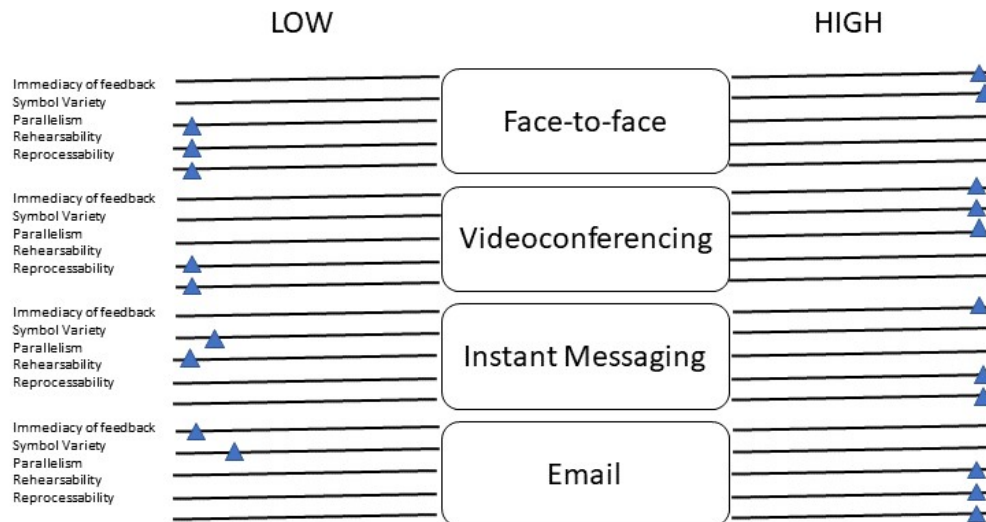 LOW
HIGH
Immediacy of feedback
Symbol Variety
Parallelism
Rehearsability
Reprocessability
Face-to-face
Immediacy of feedback
Symbol Variety
Parallelism
Rehearsability
Reprocessability
Videoconferencing
Immediacy of feedback
Symbol Variety
Parallelism
Rehearsability
Reprocessability
Instant Messaging
Immediacy of feedback
Symbol Variety
Parallelism
Rehearsability
Reprocessability
Email